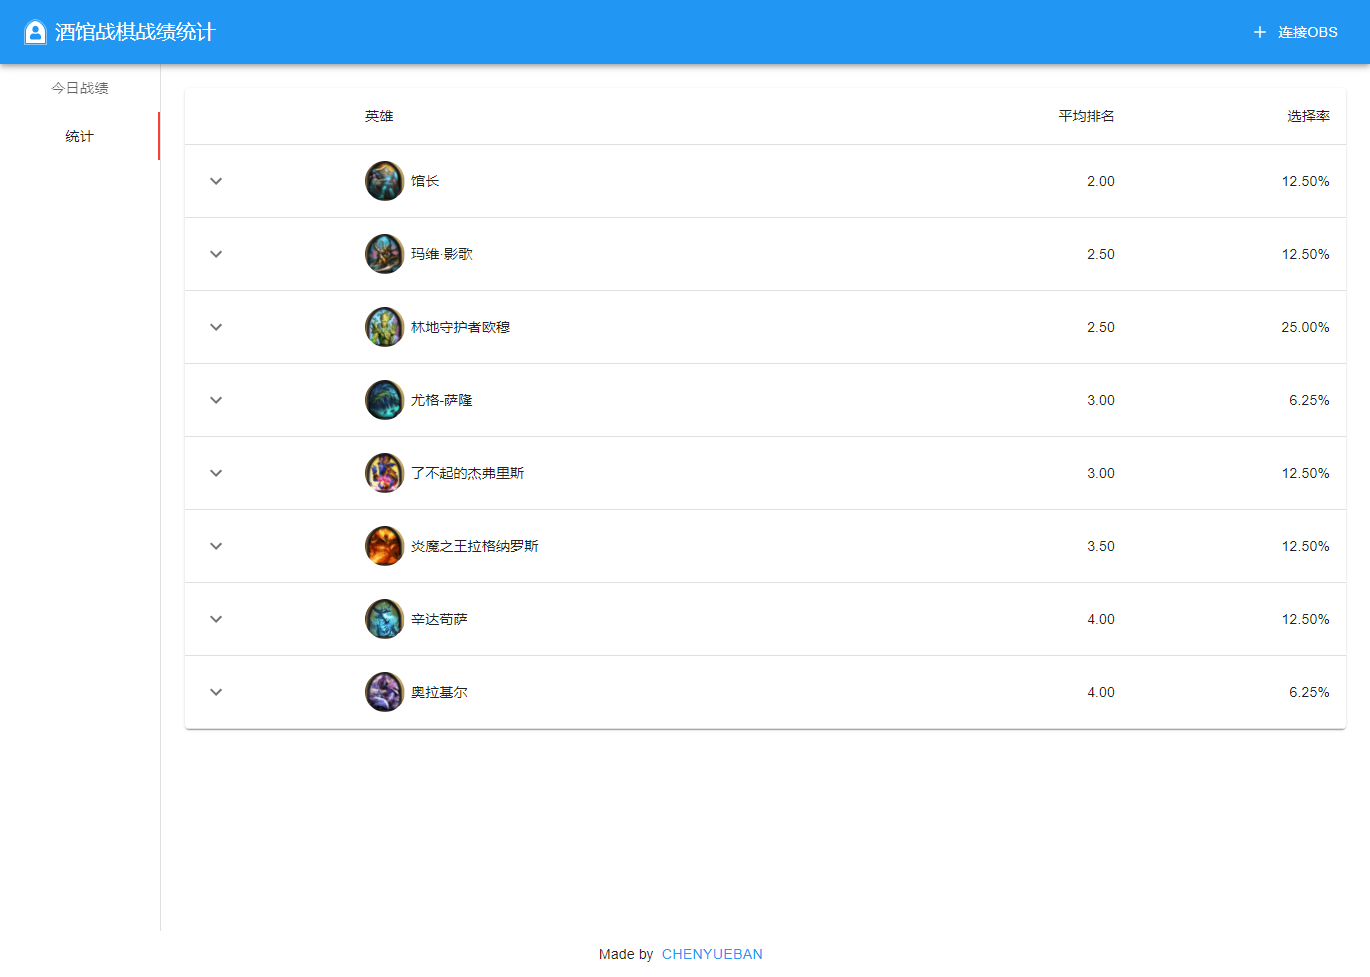 酒馆战棋战绩统计
连接OBS
今日战绩
统计
英雄 平均排名 选择率
馆长 2.00 12.50%
玛维·影歌 2.50 12.50%
林地守护者欧穆 2.50 25.00%
尤格-萨隆 3.00 6.25%
了不起的杰弗里斯 3.00 12.50%
炎魔之王拉格纳罗斯 3.50 12.50%
辛达苟萨 4.00 12.50%
奥拉基尔 4.00 6.25%
Made by CHENYUEBAN